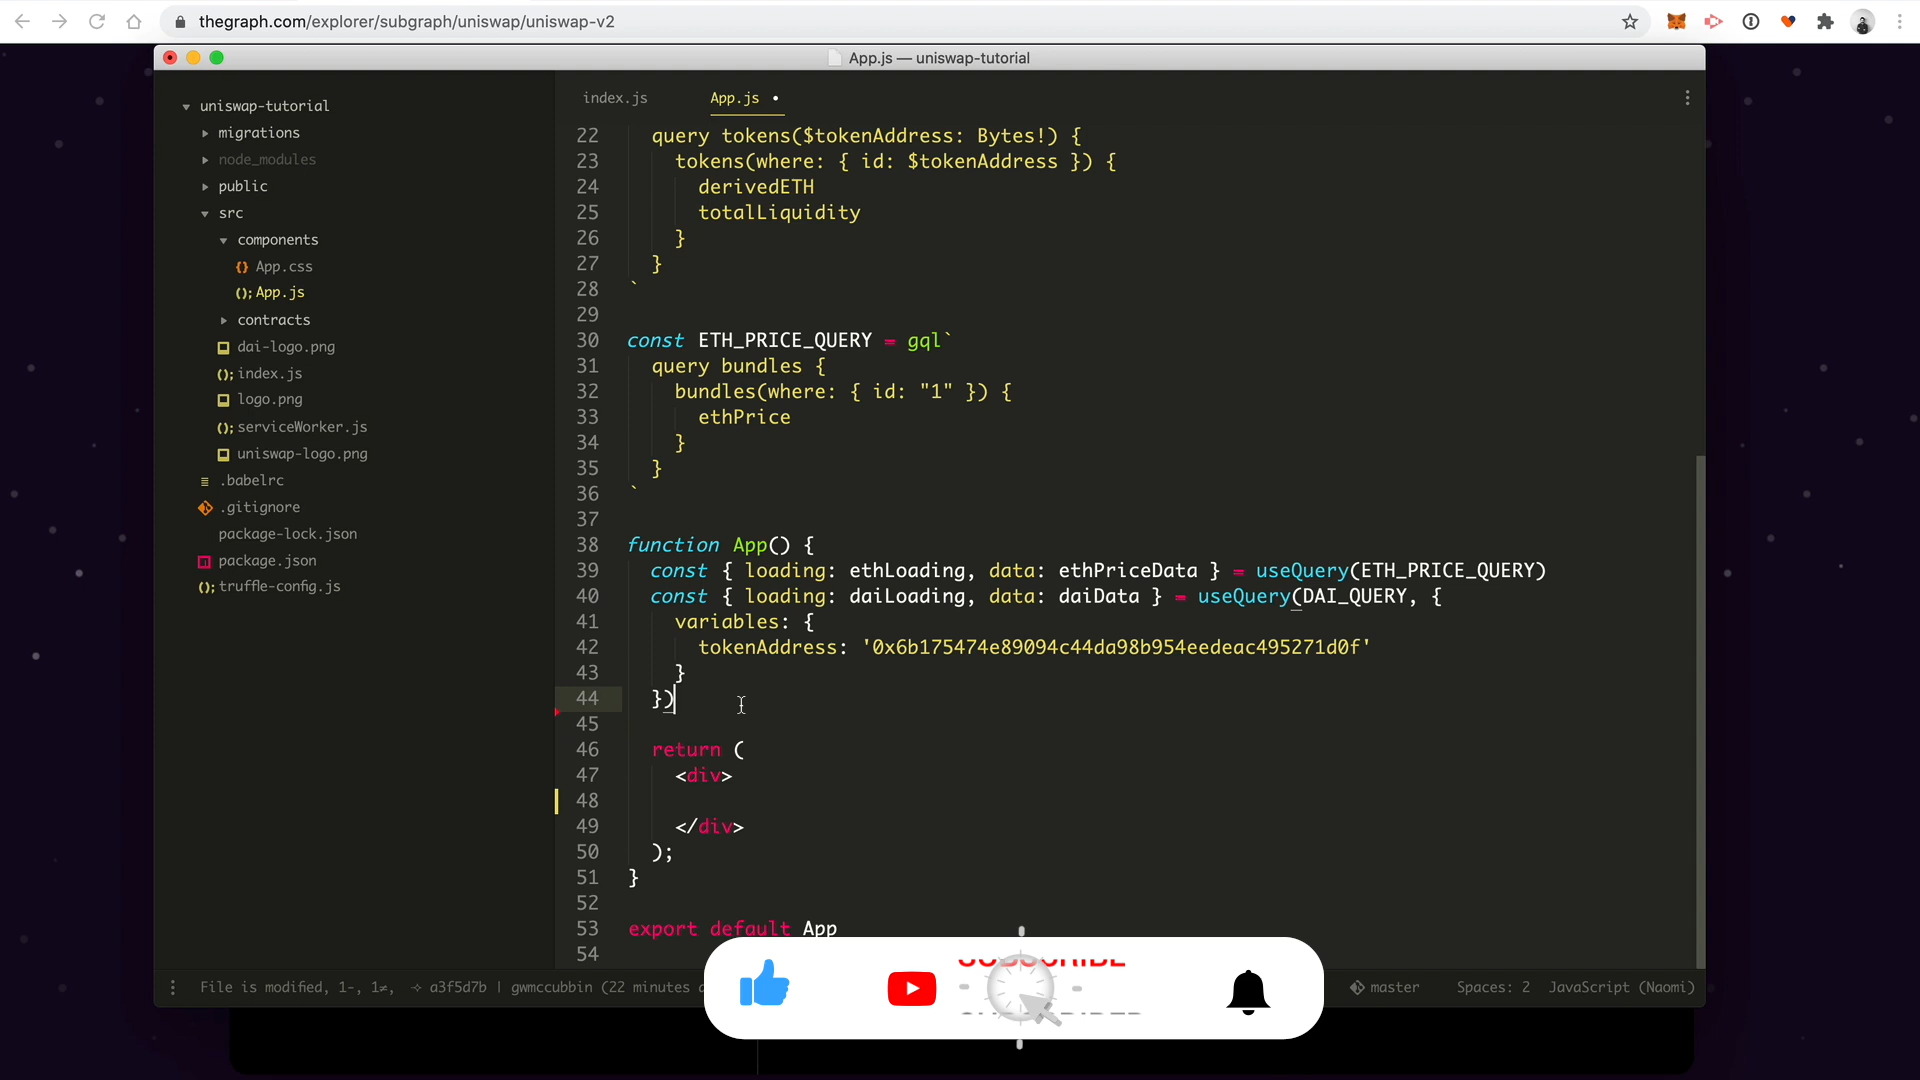 thegraph.com/explorer/subgraph/uniswap/uniswap-v2
App.js — uniswap-tutorial
uniswap-tutorial
migrations
node_modules
public
src
components
App.css
App.js
contracts
dai-logo.png
index.js
logo.png
serviceWorker.js
uniswap-logo.png
.babelrc
.gitignore
package-lock.json
package.json
truffle-config.js
index.js App.js
22 query tokens($tokenAddress: Bytes!) {
23 tokens(where: { id: $tokenAddress }) {
24 derivedETH
25 totalLiquidity
26 }
27 }
28 `
29
30 const ETH_PRICE_QUERY = gql`
31 query bundles {
32 bundles(where: { id: "1" }) {
33 ethPrice
34 }
35 }
36 `
37
38 function App() {
39 const { loading: ethLoading, data: ethPriceData } = useQuery(ETH_PRICE_QUERY)
40 const { loading: daiLoading, data: daiData } = useQuery(DAI_QUERY, {
41 variables: {
42 tokenAddress: '0x6b175474e89094c44da98b954eedeac495271d0f'
43 }
44 })
45
46 return (
47 <div>
48
49 </div>
50 );
51 }
52
53 export default App
54
File is modified, 1-, 1≠, a3f5d7b | gwmccubbin (22 minutes
master Spaces: 2 JavaScript (Naomi)